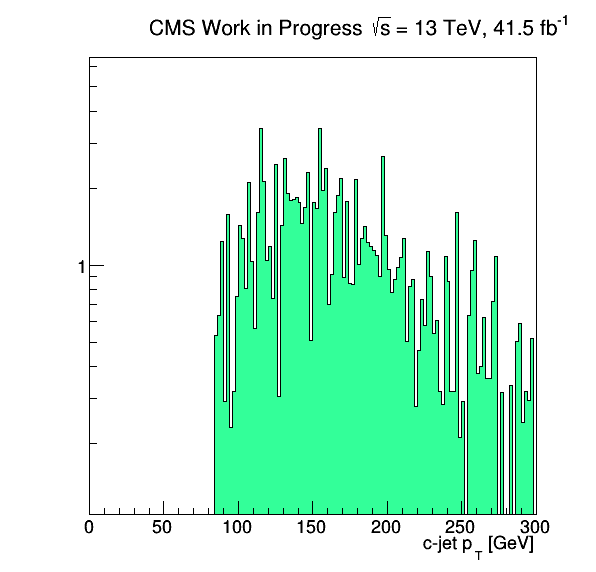 CMS Work in Progress √s = 13 TeV, 41.5 fb⁻¹
1
0 50 100 150 200 250 300
c-jet p_T [GeV]